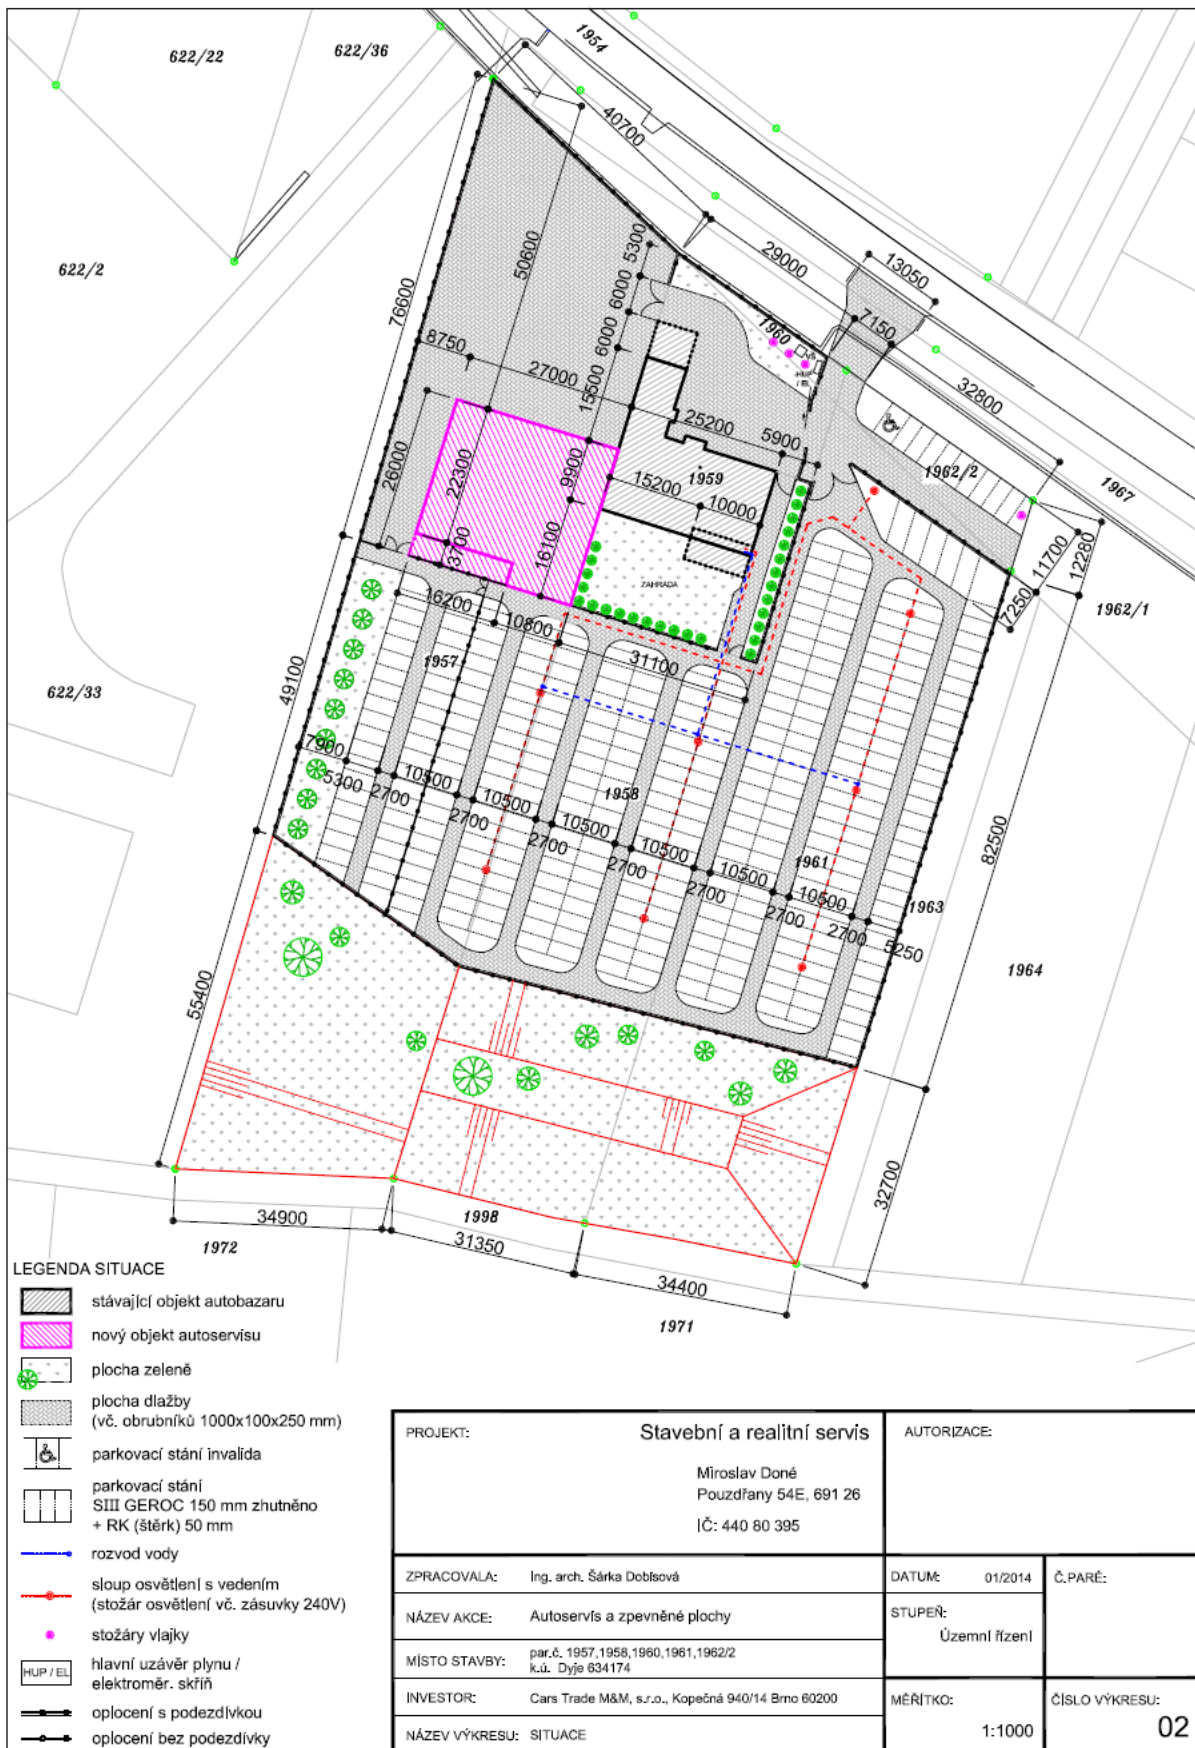 622/22
622/36
1954
40700
622/2
50600
5300
29000
13050
6000
76600
7150
1960
6000
HUP
/ EL
8750
27000
15500
32800
25200
5900
1962/2
1967
26000
22300
9900
1959
15200
10000
3700
16100
11700
12280
ZAHRADA
7250
1962/1
16200
10800
1957
31100
49100
622/33
7900
5300
2700
10500
2700
10500
2700
1958
10500
2700
10500
2700
10500
2700
1961
10500
2700
5250
82500
1963
1964
55400
32700
34900
1998
31350
1972
34400
1971
LEGENDA SITUACE
stávající objekt autobazaru
nový objekt autoservisu
plocha zeleně
plocha dlažby
(vč. obrubníků 1000x100x250 mm)
parkovací stání invalida
parkovací stání
SIII GEROC 150 mm zhutněno
+ RK (štěrk) 50 mm
rozvod vody
sloup osvětlení s vedením
(stožár osvětlení vč. zásuvky 240V)
stožáry vlajky
HUP / EL
hlavní uzávěr plynu /
elektroměr. skříň
oplocení s podezdívkou
oplocení bez podezdívky
PROJEKT:
Stavební a realitní servis
Miroslav Doné
Pouzdřany 54E, 691 26
IČ: 440 80 395
AUTORIZACE:
ZPRACOVALA: Ing. arch. Šárka Dobísová
DATUM: 01/2014
Č.PARÉ:
NÁZEV AKCE: Autoservis a zpevněné plochy
STUPEŇ:
Územní řízení
MÍSTO STAVBY: par.č. 1957,1958,1960,1961,1962/2
k.ú. Dyje 634174
INVESTOR: Cars Trade M&M, s.r.o., Kopečná 940/14 Brno 60200
MĚŘÍTKO:
1:1000
ČÍSLO VÝKRESU:
02
NÁZEV VÝKRESU: SITUACE